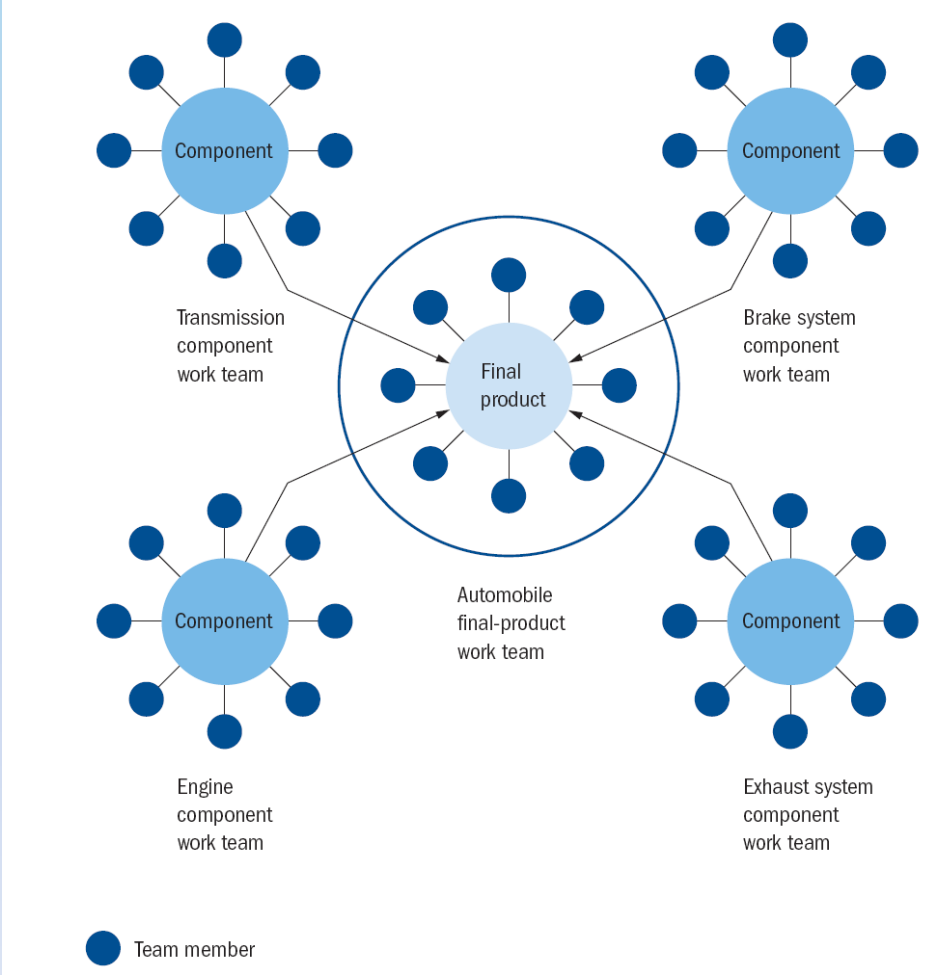 Component
Component
Transmission
component
work team
Brake system
component
work team
Final
product
Component
Component
Automobile
final-product
work team
Engine
component
work team
Exhaust system
component
work team
Team member